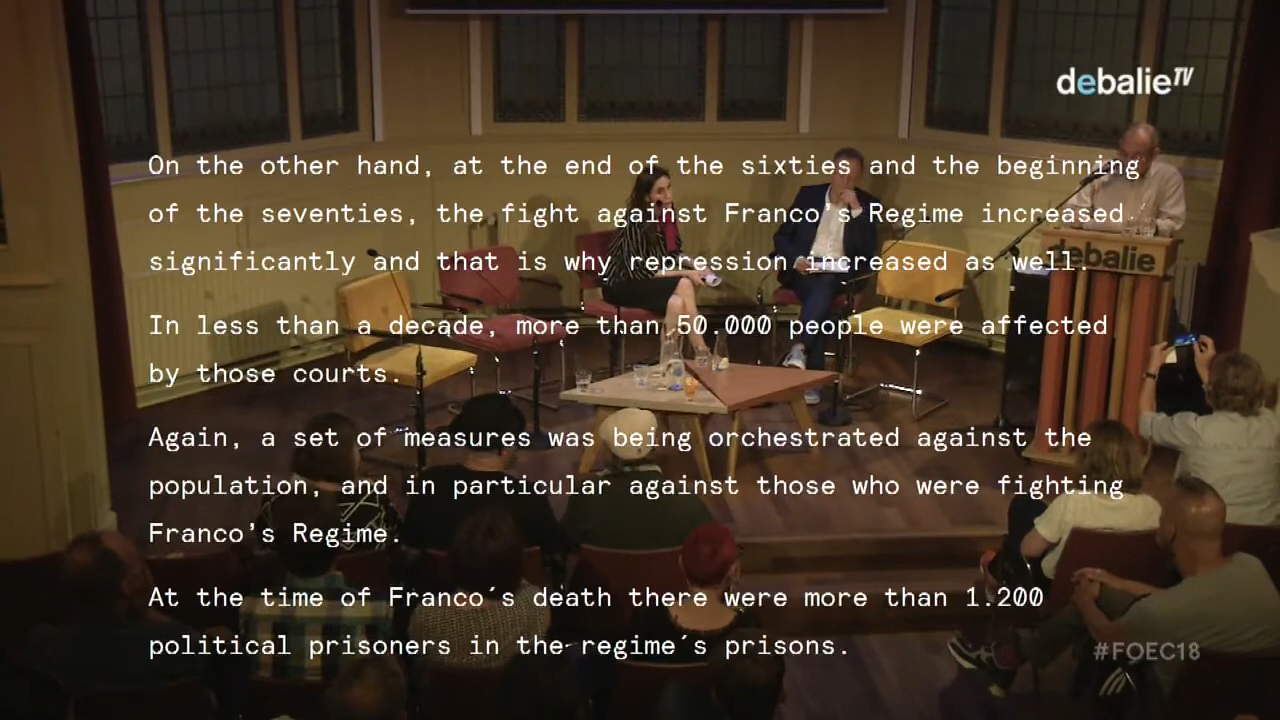 debalieTV
On the other hand, at the end of the sixties and the beginning
of the seventies, the fight against Franco’s Regime increased
significantly and that is why repression increased as well.
debalie
In less than a decade, more than 50.000 people were affected
by those courts.
Again, a set of measures was being orchestrated against the
population, and in particular against those who were fighting
Franco’s Regime.
At the time of Franco´s death there were more than 1.200
political prisoners in the regime´s prisons.
#FOEC18